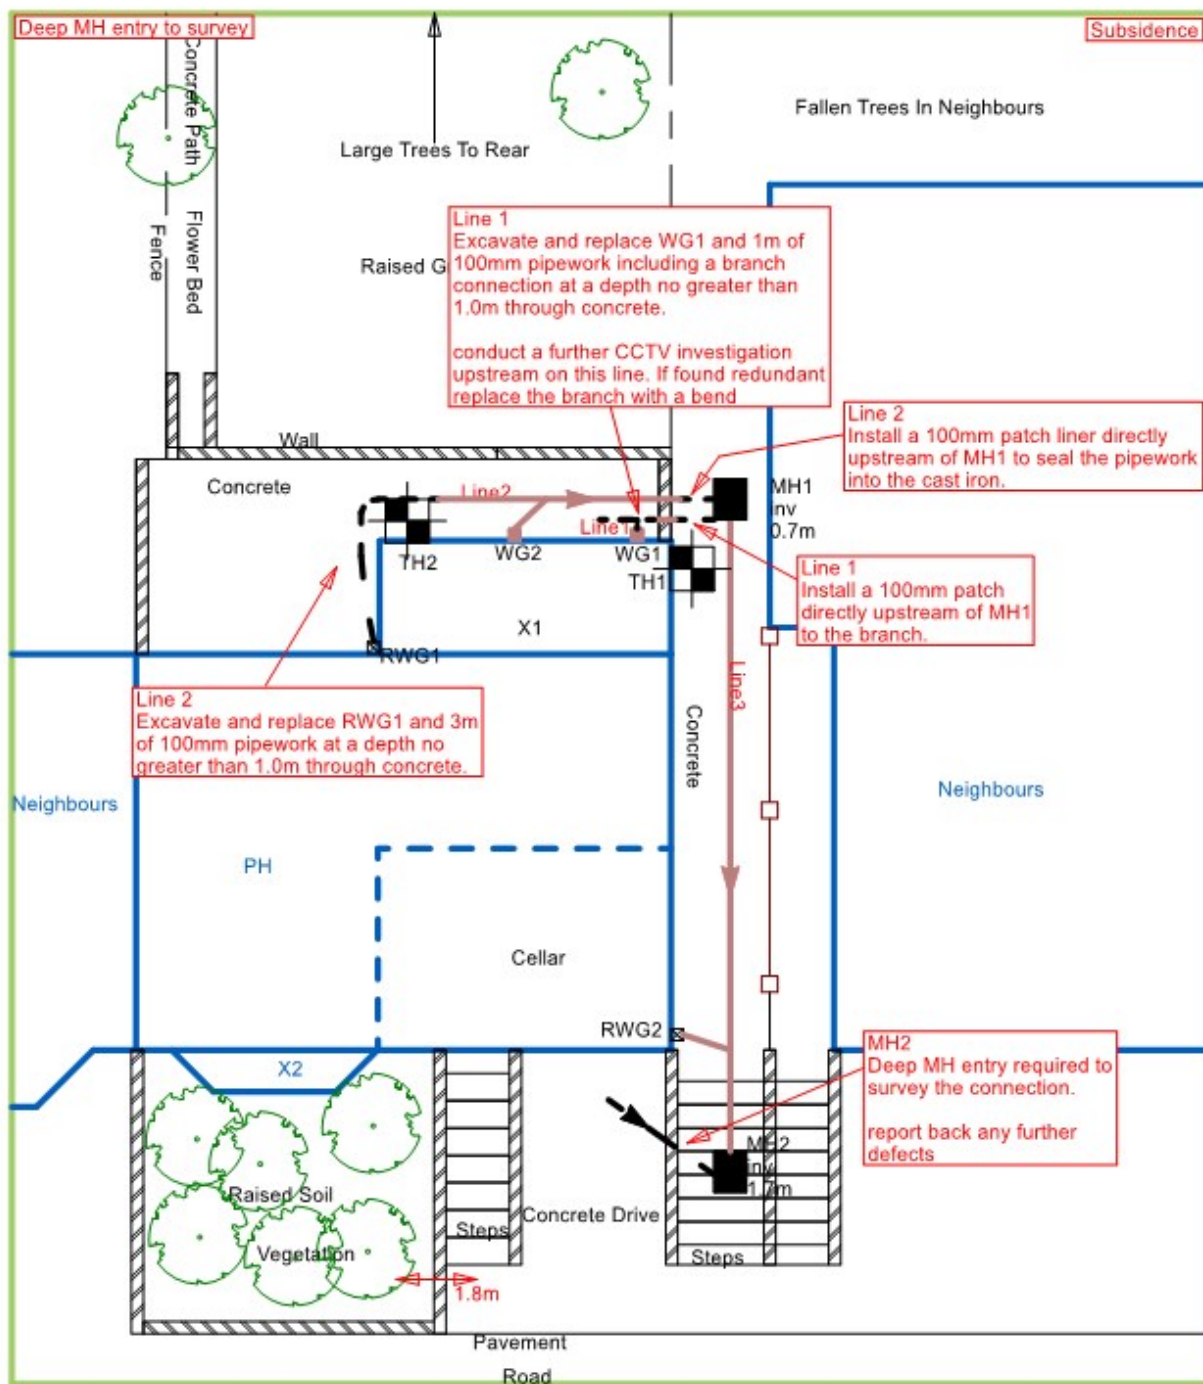 Deep MH entry to survey
Subsidence
Concrete Path
Fallen Trees In Neighbours
Large Trees To Rear
Flower Bed
Fence
Line 1
Excavate and replace WG1 and 1m of
100mm pipework including a branch
connection at a depth no greater than
1.0m through concrete.
conduct a further CCTV investigation
upstream on this line. If found redundant
replace the branch with a bend
Raised G
Line 2
Install a 100mm patch liner directly
upstream of MH1 to seal the pipework
into the cast iron.
Wall
Concrete
Line2
MH1
inv
0.7m
Line1
WG2
WG1
TH2
TH1
Line 1
Install a 100mm patch
directly upstream of MH1
to the branch.
X1
RWG1
Line3
Line 2
Excavate and replace RWG1 and 3m
of 100mm pipework at a depth no
greater than 1.0m through concrete.
Concrete
Neighbours
Neighbours
PH
Cellar
RWG2
MH2
Deep MH entry required to
survey the connection.
report back any further
defects
X2
MH2
inv
1.7m
Raised Soil
Concrete Drive
Steps
Vegetation
Steps
1.8m
Pavement
Road